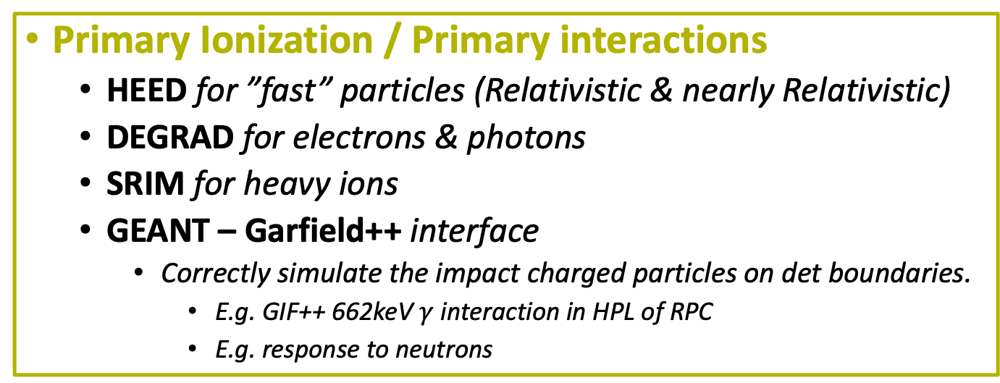 • Primary Ionization / Primary interactions
• HEED for ”fast” particles (Relativistic & nearly Relativistic)
• DEGRAD for electrons & photons
• SRIM for heavy ions
• GEANT – Garfield++ interface
• Correctly simulate the impact charged particles on det boundaries.
• E.g. GIF++ 662keV γ interaction in HPL of RPC
• E.g. response to neutrons